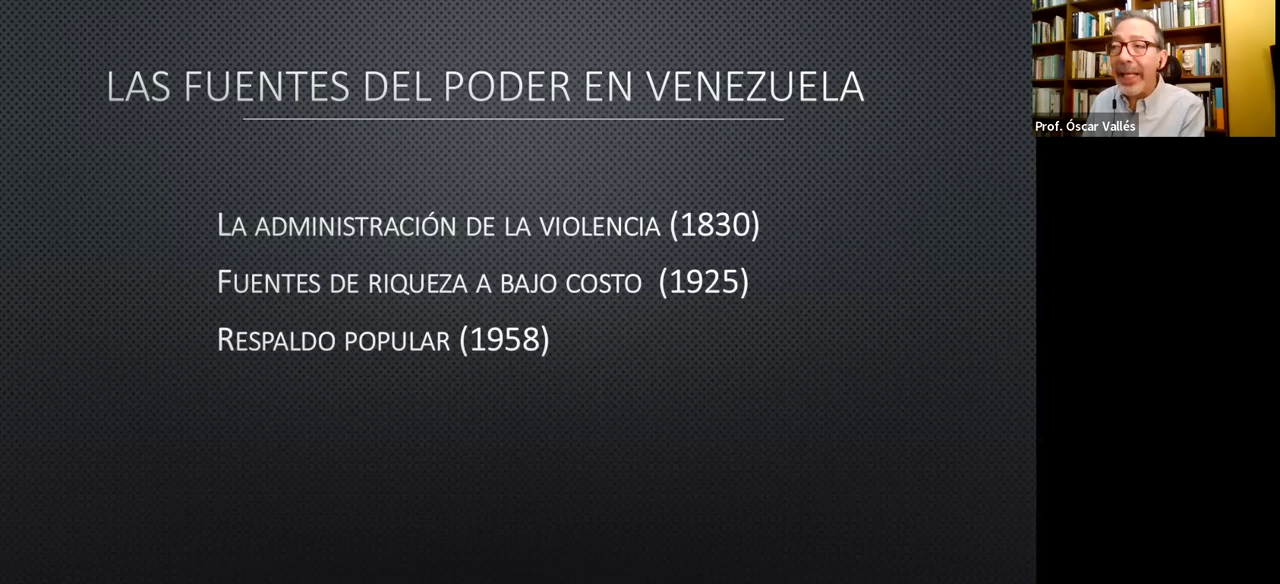 LAS FUENTES DEL PODER EN VENEZUELA
LA ADMINISTRACIÓN DE LA VIOLENCIA (1830)
FUENTES DE RIQUEZA A BAJO COSTO (1925)
RESPALDO POPULAR (1958)
Prof. Óscar Vallés